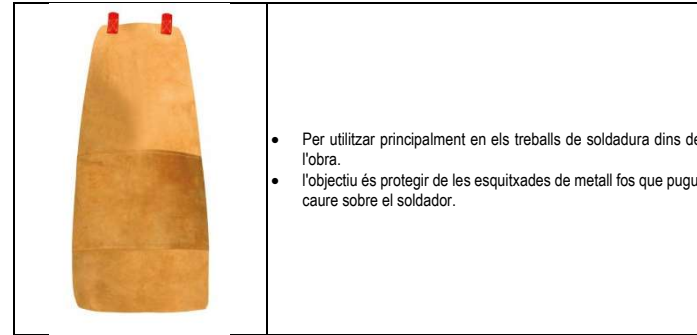 • Per utilitzar principalment en els treballs de soldadura dins de
l'obra.
• l'objectiu és protegir de les esquitxades de metall fos que pugu
caure sobre el soldador.